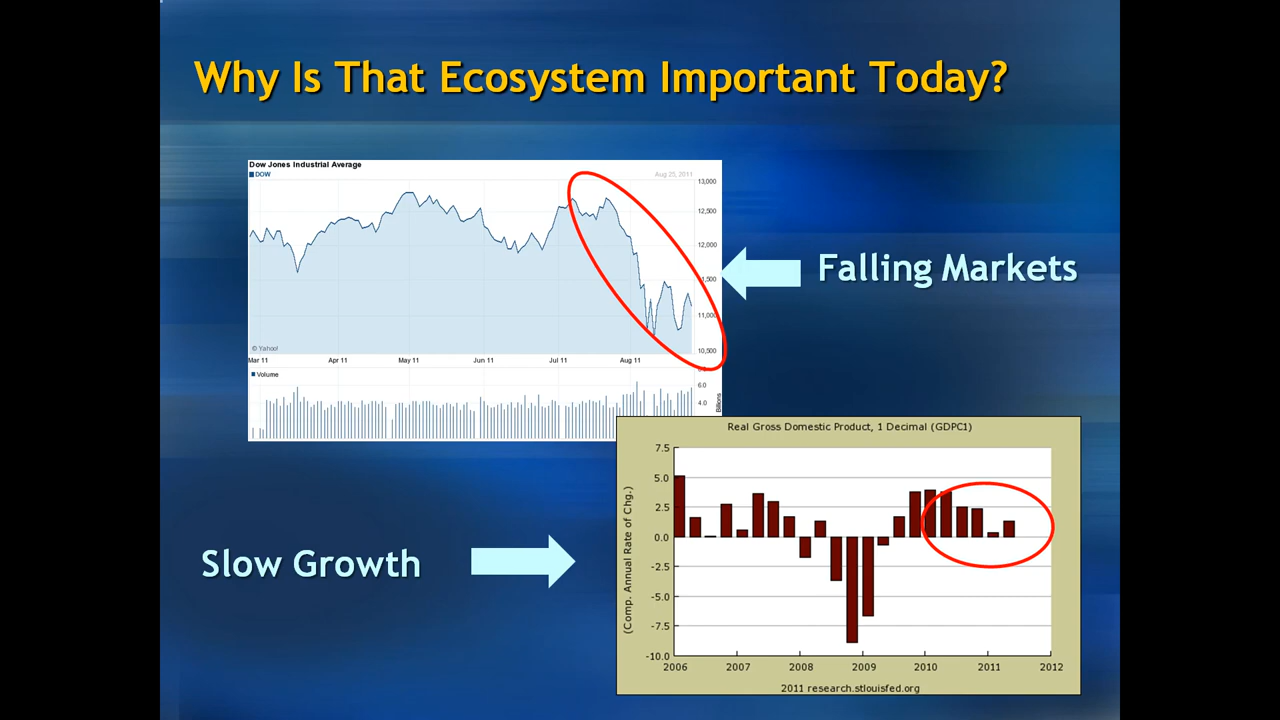 Why Is That Ecosystem Important Today?
Dow Jones Industrial Average
DOW
Aug 25, 2011
13,000
12,500
12,000
11,000
10,500
© Yahoo!
Mar 11 Apr 11 May 11 Jun 11 Jul 11 Aug 11
Volume
6.0
4.0
Billions
Falling Markets
Slow Growth
Real Gross Domestic Product, 1 Decimal (GDPC1)
(Comp. Annual Rate of Chg.)
7.5
5.0
2.5
0.0
-2.5
-5.0
-7.5
-10.0
2006 2007 2008 2009 2010 2011 2012
2011 research.stlouisfed.org